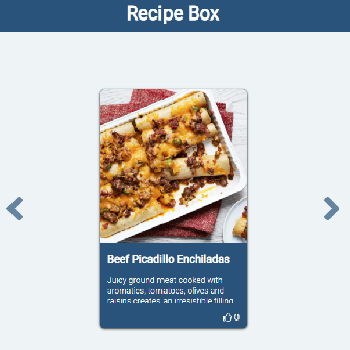 Recipe Box
Beef Picadillo Enchiladas
Juicy ground meat cooked with
aromatics, tomatoes, olives and
raisins creates an irresistible filling
0